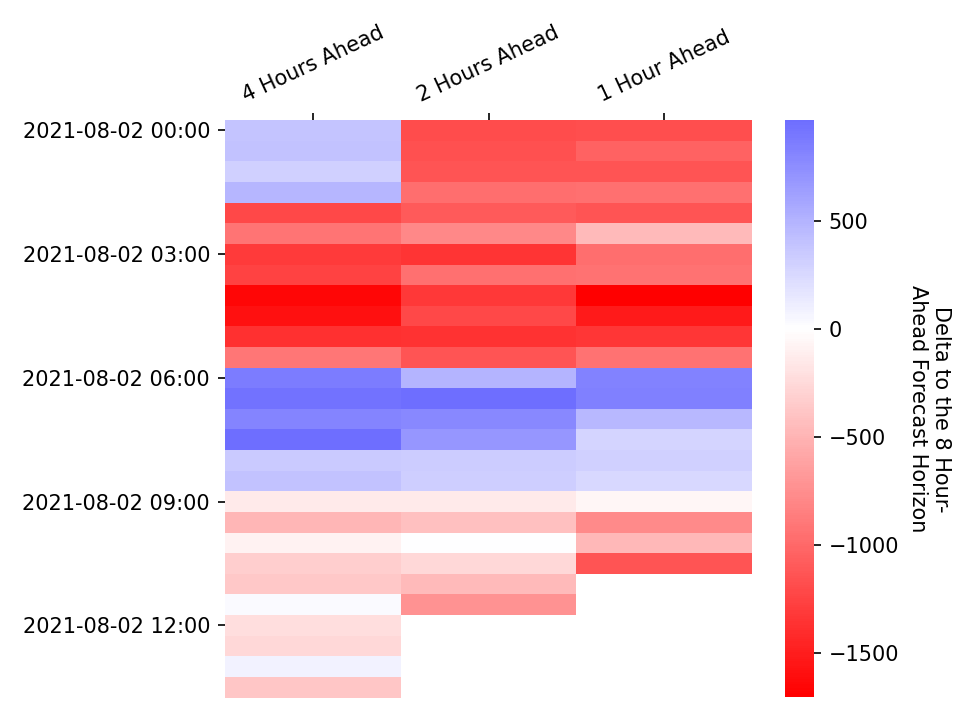 4 Hours Ahead
2 Hours Ahead
1 Hour Ahead
2021-08-02 00:00
2021-08-02 03:00
2021-08-02 06:00
2021-08-02 09:00
2021-08-02 12:00
500
0
−500
−1000
−1500
Delta to the 8 Hour-
Ahead Forecast Horizon